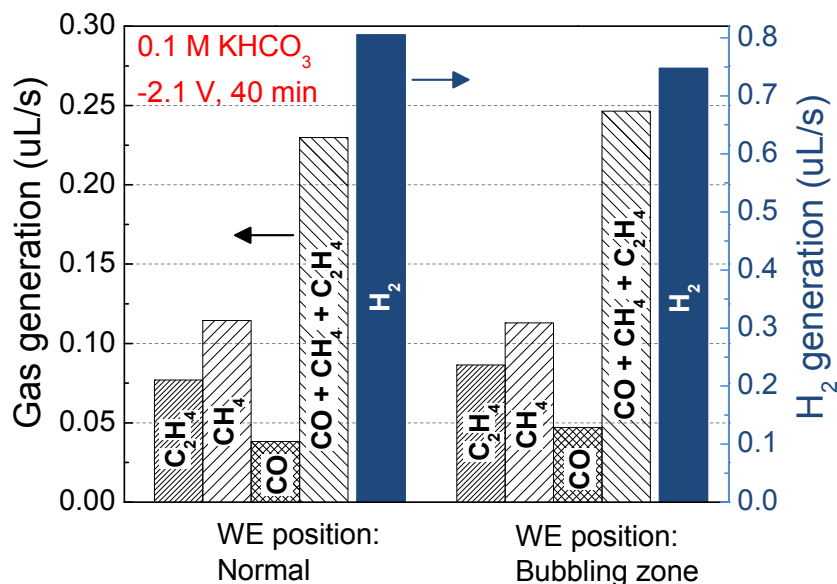 0.1 M KHCO₃
-2.1 V, 40 min
Gas generation (uL/s)
0.30
0.25
0.20
0.15
0.10
0.05
0.00
C₂H₄
CH₄
CO
CO + CH₄ + C₂H₄
H₂
C₂H₄
CH₄
CO
CO + CH₄ + C₂H₄
H₂
0.8
0.7
0.6
0.5
0.4
0.3
0.2
0.1
0.0
H₂ generation (uL/s)
WE position:
Normal
WE position:
Bubbling zone